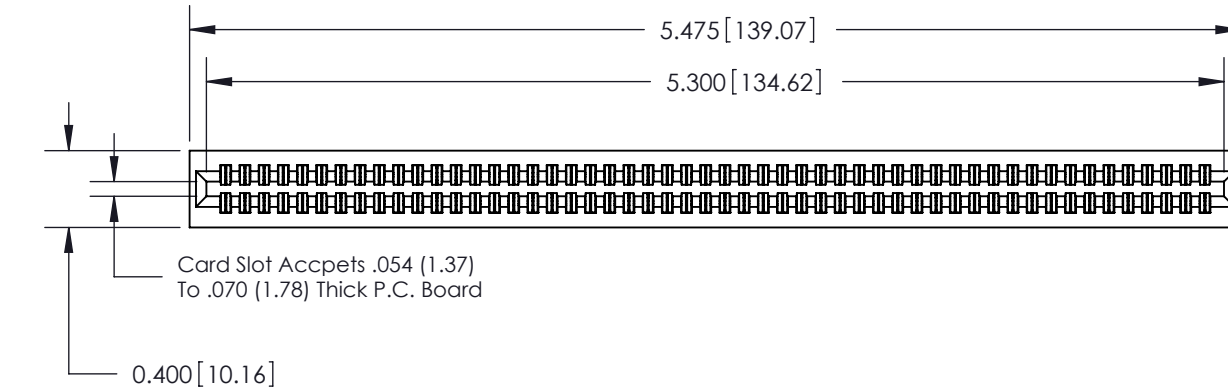 5.475[139.07]
5.300[134.62]
Card Slot Accpets .054 (1.37)
To .070 (1.78) Thick P.C. Board
0.400[10.16]